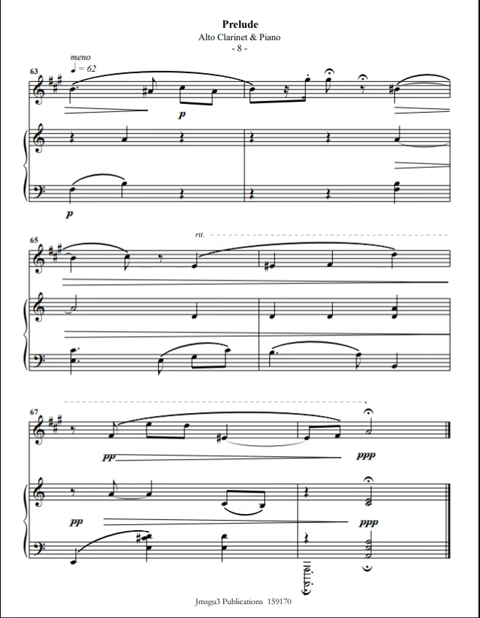 Prelude
Alto Clarinet & Piano
- 8 -
meno
= 62
63
p
p
rit.
65
67
pp
ppp
pp
ppp
Jmsgu3 Publications 159170